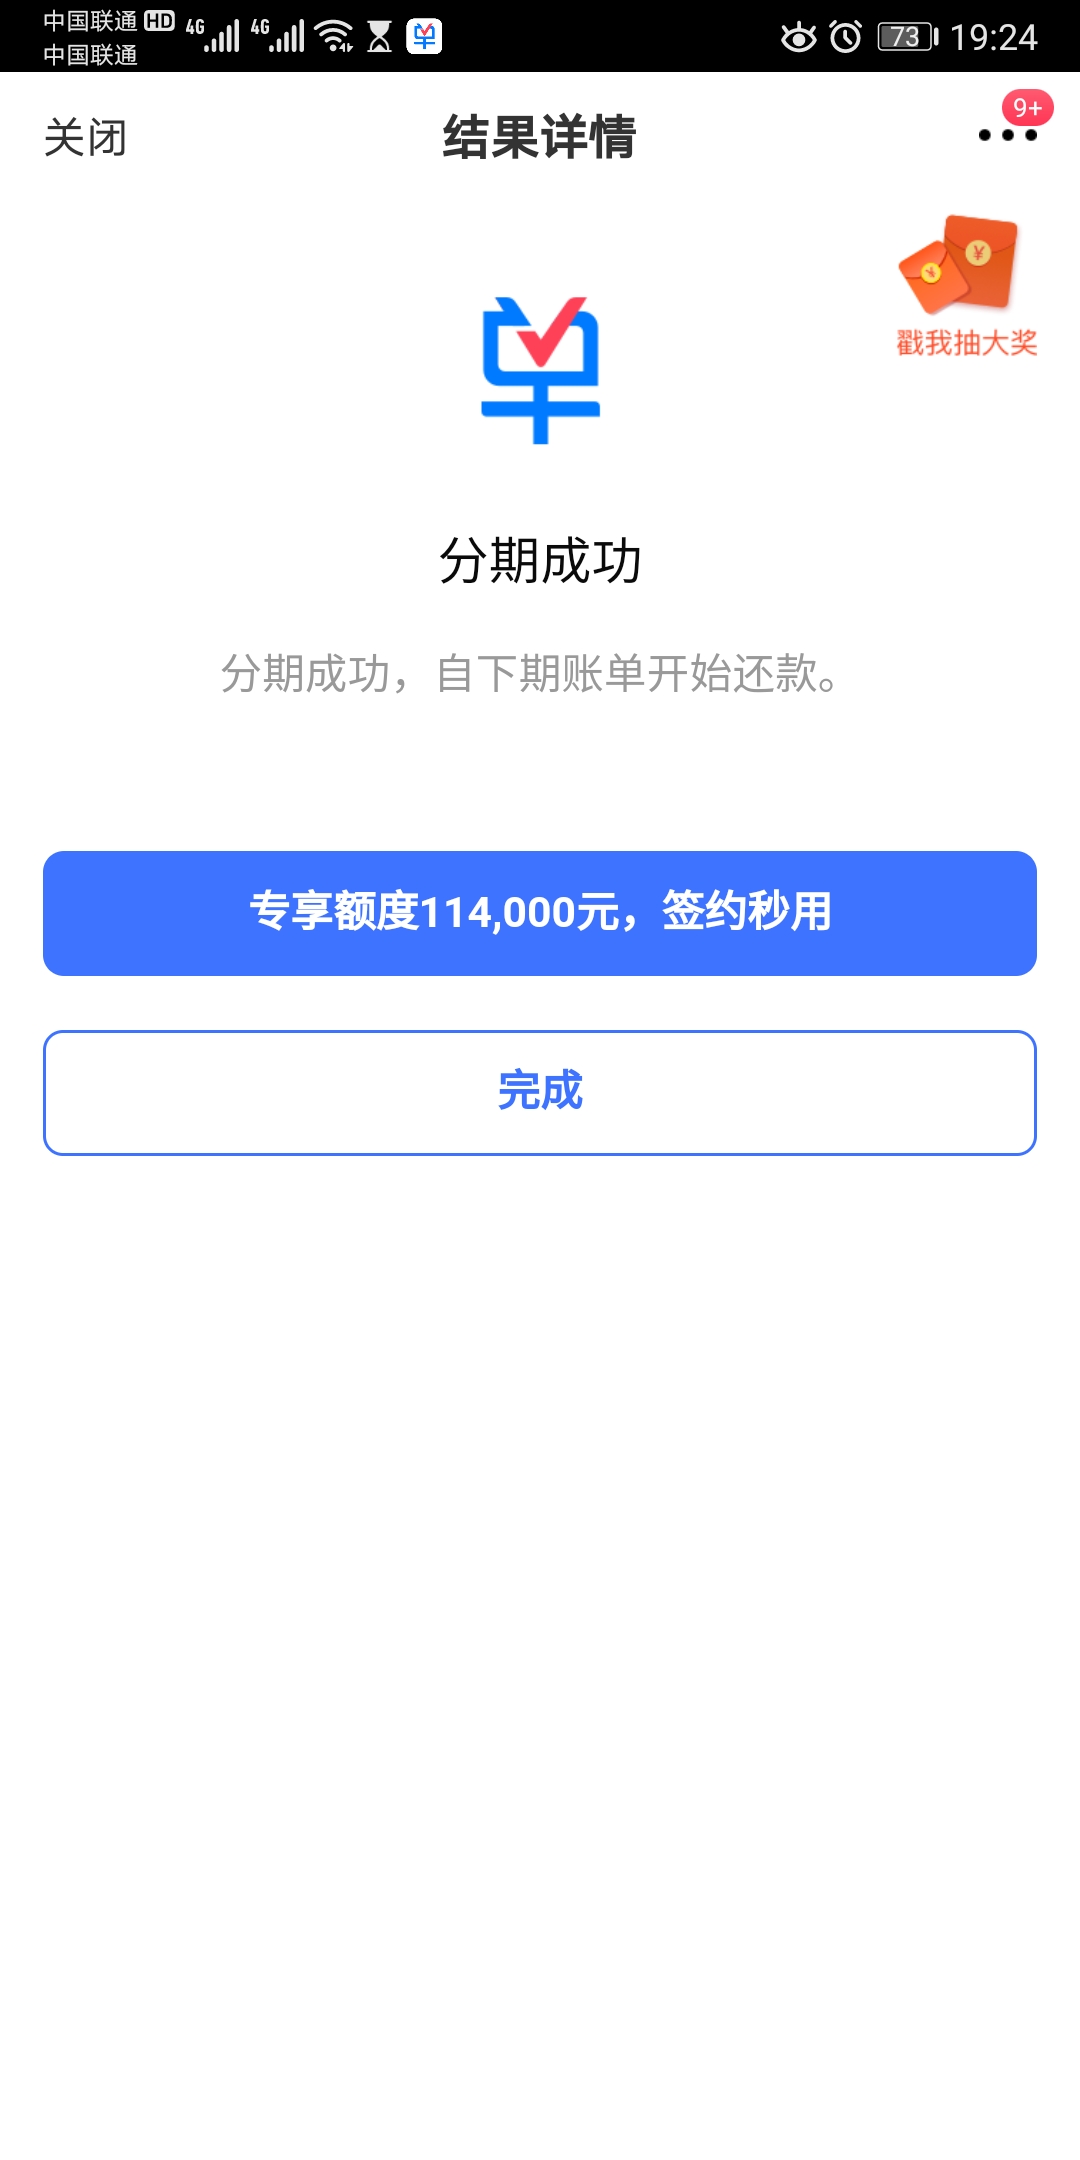 中国联通 HD 4G 4G
中国联通
73 19:24
9+
关闭
结果详情
戳我抽大奖
分期成功
分期成功，自下期账单开始还款。
专享额度114,000元，签约秒用
完成